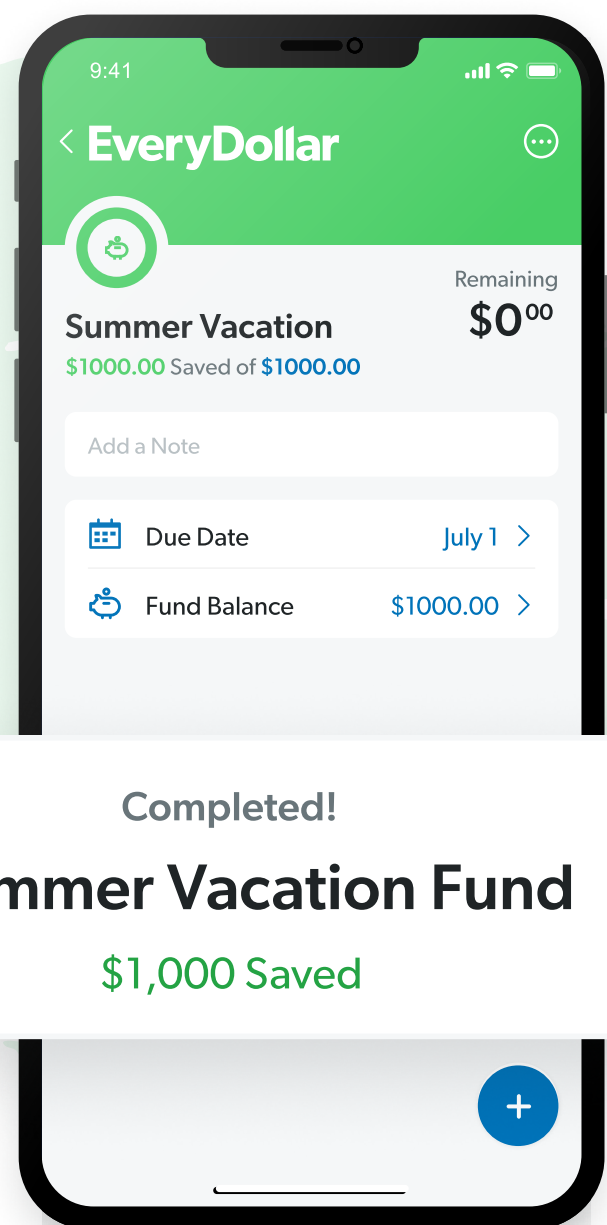 9:41
EveryDollar
Remaining
$000
Summer Vacation
$1000.00 Saved of $1000.00
Add a Note
Due Date July 1
Fund Balance $1000.00
Completed!
mmer Vacation Fund
$1,000 Saved